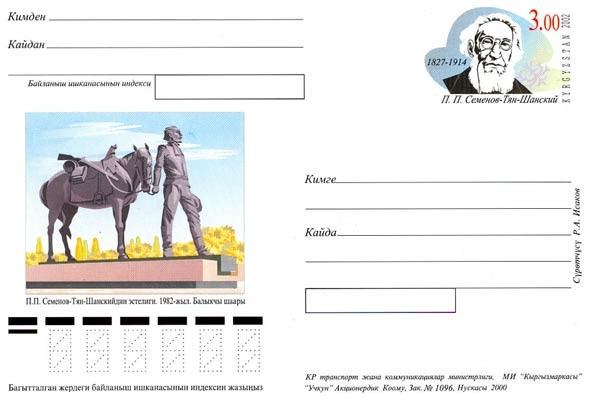 Кимден
Кайдан
Байланыш ишканасынын индекси
3.00
KYRGYZSTAN 2002
1827-1914
П. П. Семенов-Тян-Шанский
П.П. Семенов-Тян-Шанскийдин эстелиги. 1982-жыл. Балыкчы шаары
Багытталган жердеги байланыш ишканасынын индексин жазыңыз
Кимге
Кайда
Сүрөтчүсү Р.А. Исаков
КР транспорт жана коммуникациялар министрлиги, МИ "Кыргызмаркасы"
"Учкун" Акционердик Коому, Зак. № 1096, Нускасы 2000